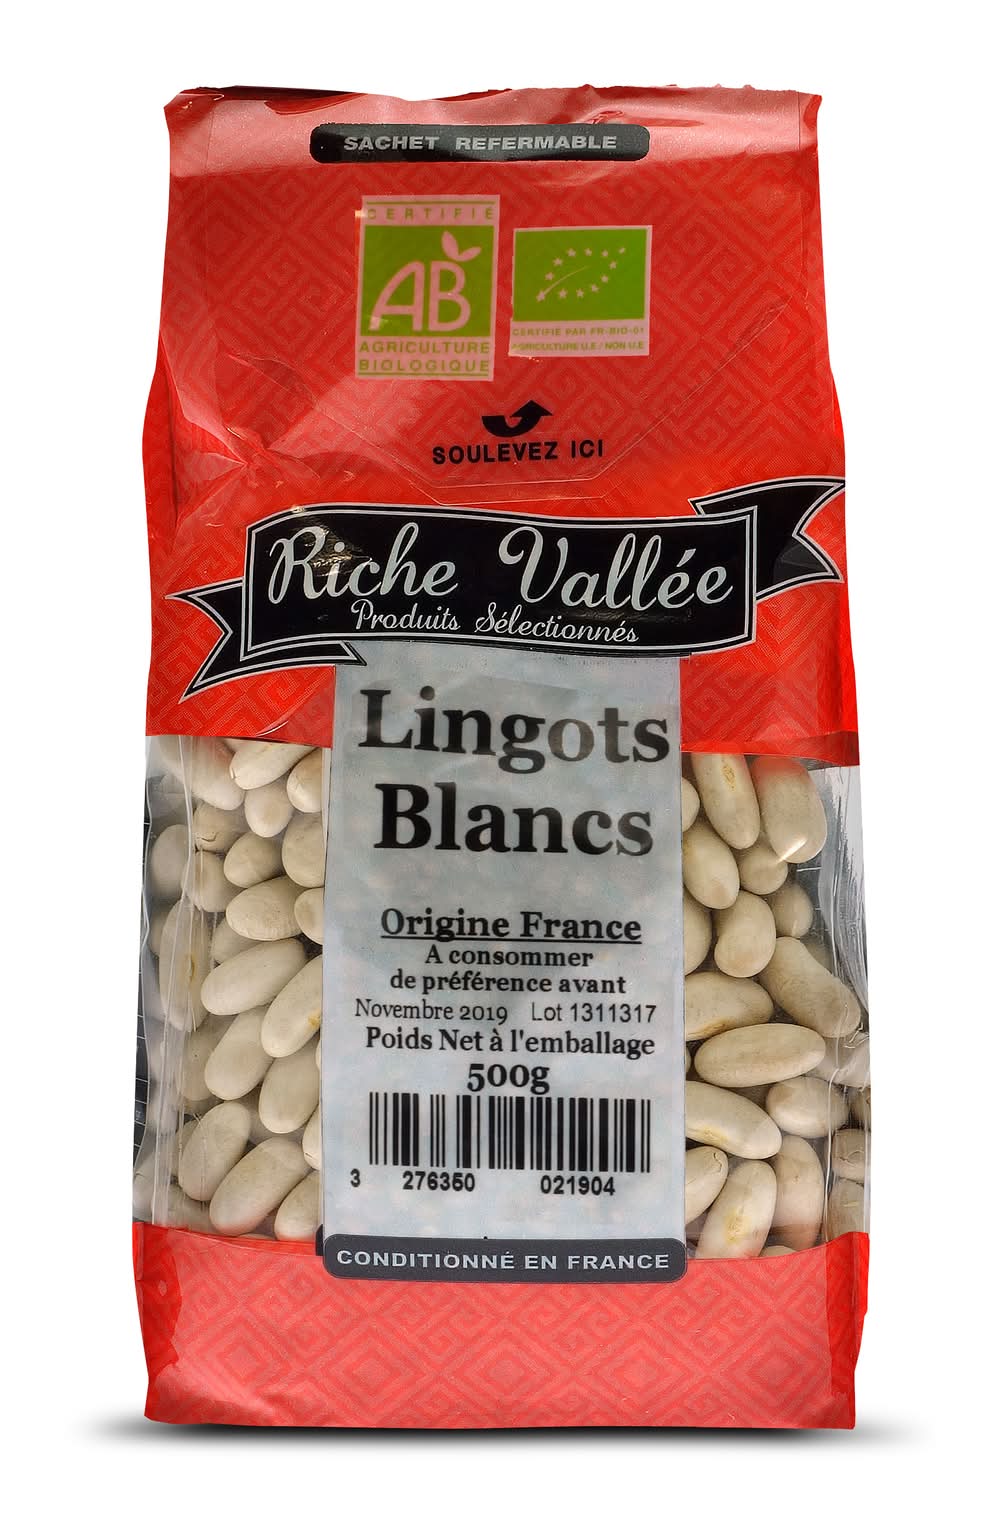 SACHET REFERMABLE
CERTIFIÉ
AB
AGRICULTURE
BIOLOGIQUE
CERTIFIÉ PAR FR-BIO-01
AGRICULTURE U.E / NON U.E
SOULEVEZ ICI
Riche Vallée
Produits Sélectionnés
Lingots
Blancs
Origine France
A consommer
de préférence avant
Novembre 2019 Lot 1311317
Poids Net à l'emballage
500g
3 276350 021904
CONDITIONNÉ EN FRANCE